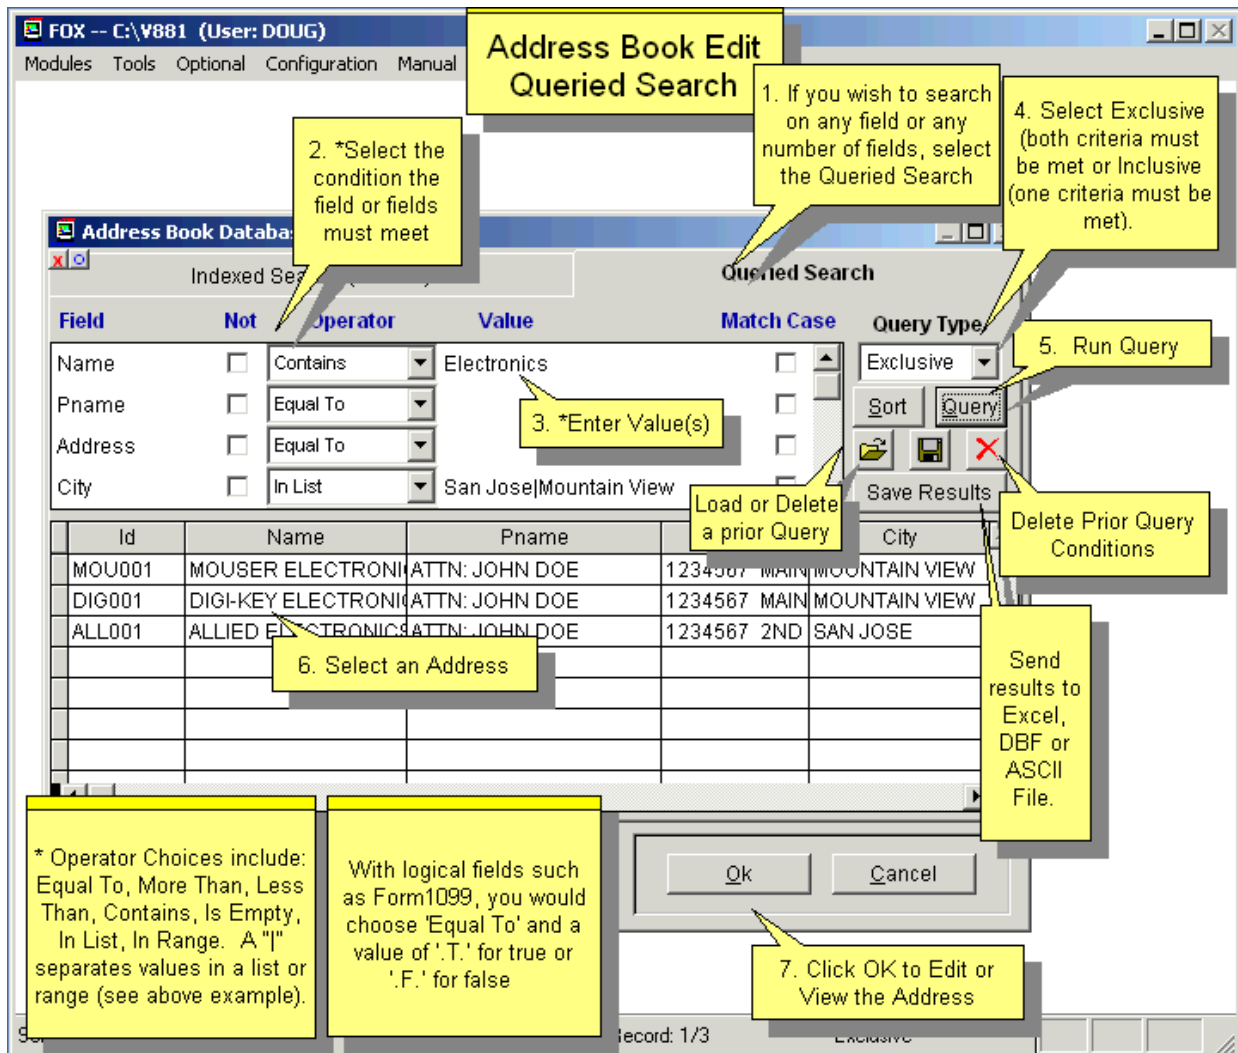 FOX -- C:\V881 (User: DOUG)
Modules Tools Optional Configuration Manual
Address Book Edit
Queried Search
1. If you wish to search
on any field or any
number of fields, select
the Queried Search
4. Select Exclusive
(both criteria must
be met or Inclusive
(one criteria must be
met).
2. *Select the
condition the
field or fields
must meet
Address Book
Indexed
Queried Search
Field Not Operator Value Match Case Query Type
Name Contains Electronics Exclusive
5. Run Query
Pname Equal To Sort Query
3. *Enter Value(s)
Address Equal To
City In List San Jose|Mountain View Save Results
Load or Delete
a prior Query
Delete Prior Query
Conditions
Id Name Pname City
MOU001 MOUSER ELECTRONI ATTN: JOHN DOE 1234567 MAIN MOUNTAIN VIEW
DIG001 DIGI-KEY ELECTRONI ATTN: JOHN DOE 1234567 MAIN MOUNTAIN VIEW
ALL001 ALLIED ELECTRONICS ATTN: JOHN DOE 1234567 2ND SAN JOSE
6. Select an Address
Send
results to
Excel,
DBF or
ASCII
File.
* Operator Choices include:
Equal To, More Than, Less
Than, Contains, Is Empty,
In List, In Range. A "|"
separates values in a list or
range (see above example).
With logical fields such
as Form1099, you would
choose 'Equal To' and a
value of '.T.' for true or
'.F.' for false
Ok Cancel
7. Click OK to Edit or
View the Address
Record: 1/3 Exclusive